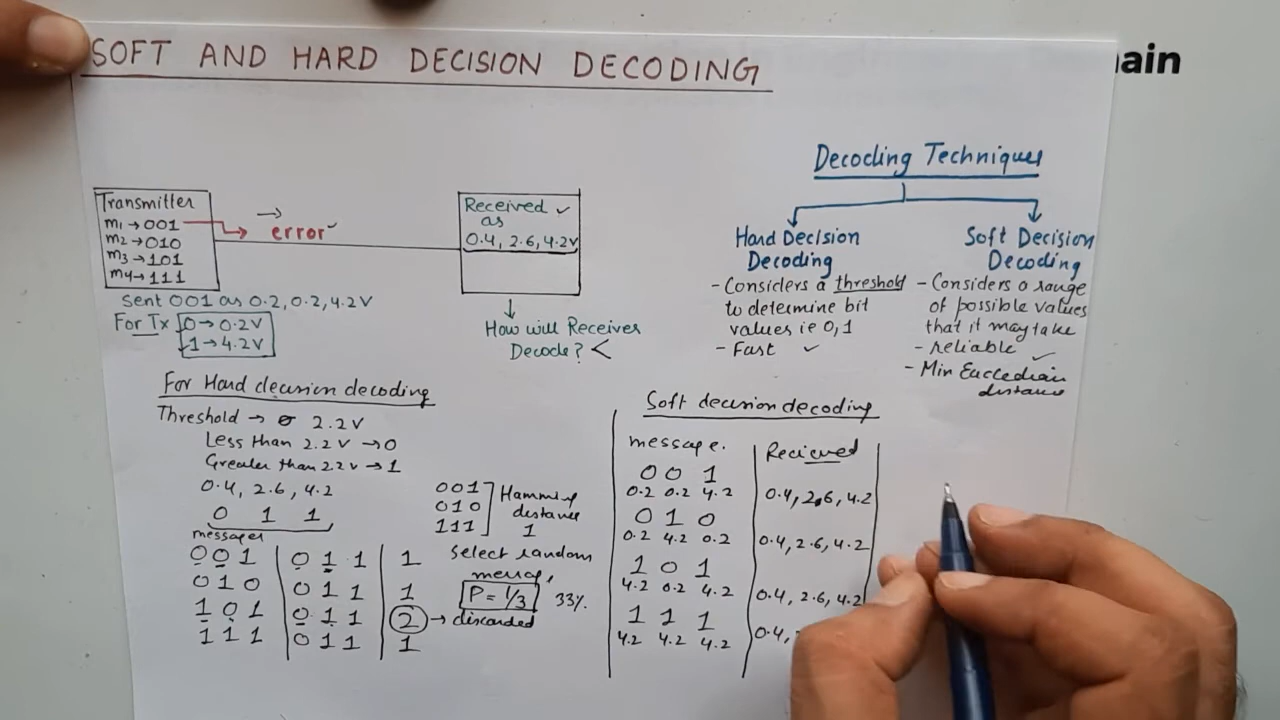 SOFT AND HARD DECISION DECODING
ain
Transmitter
m1 → 001
m2 → 010
m3 → 101
m4 → 111
→
error ✓
Received ✓
as
0.4, 2.6, 4.2V
Sent 001 as 0.2, 0.2, 4.2V
For Tx
0 → 0.2V
1 → 4.2V
How will Receiver
Decode?
Decoding Techniques
Hard Decision
Decoding
- Considers a threshold
to determine bit
values ie 0, 1
- Fast ✓
Soft Decision
Decoding
- Considers a range
of possible values
that it may take
- reliable ✓
- Min Eucledian
distance
For Hard decision decoding
Threshold → 2.2V
Less than 2.2V → 0
Greater than 2.2V → 1
0.4, 2.6, 4.2
0 1 1
messages
001 011 1
010 011 1
101 011 2 → discarded
111 011 1
001
010
111
Hamming
distance
1
Select random
P = 1/3 33%.
Soft decision decoding
message. Recieved
0 0 1
0.2 0.2 4.2 0.4, 2.6, 4.2
0 1 0
0.2 4.2 0.2 0.4, 2.6, 4.2
1 0 1
4.2 0.2 4.2 0.4, 2.6, 4.2
1 1 1
4.2 4.2 4.2 0.4,